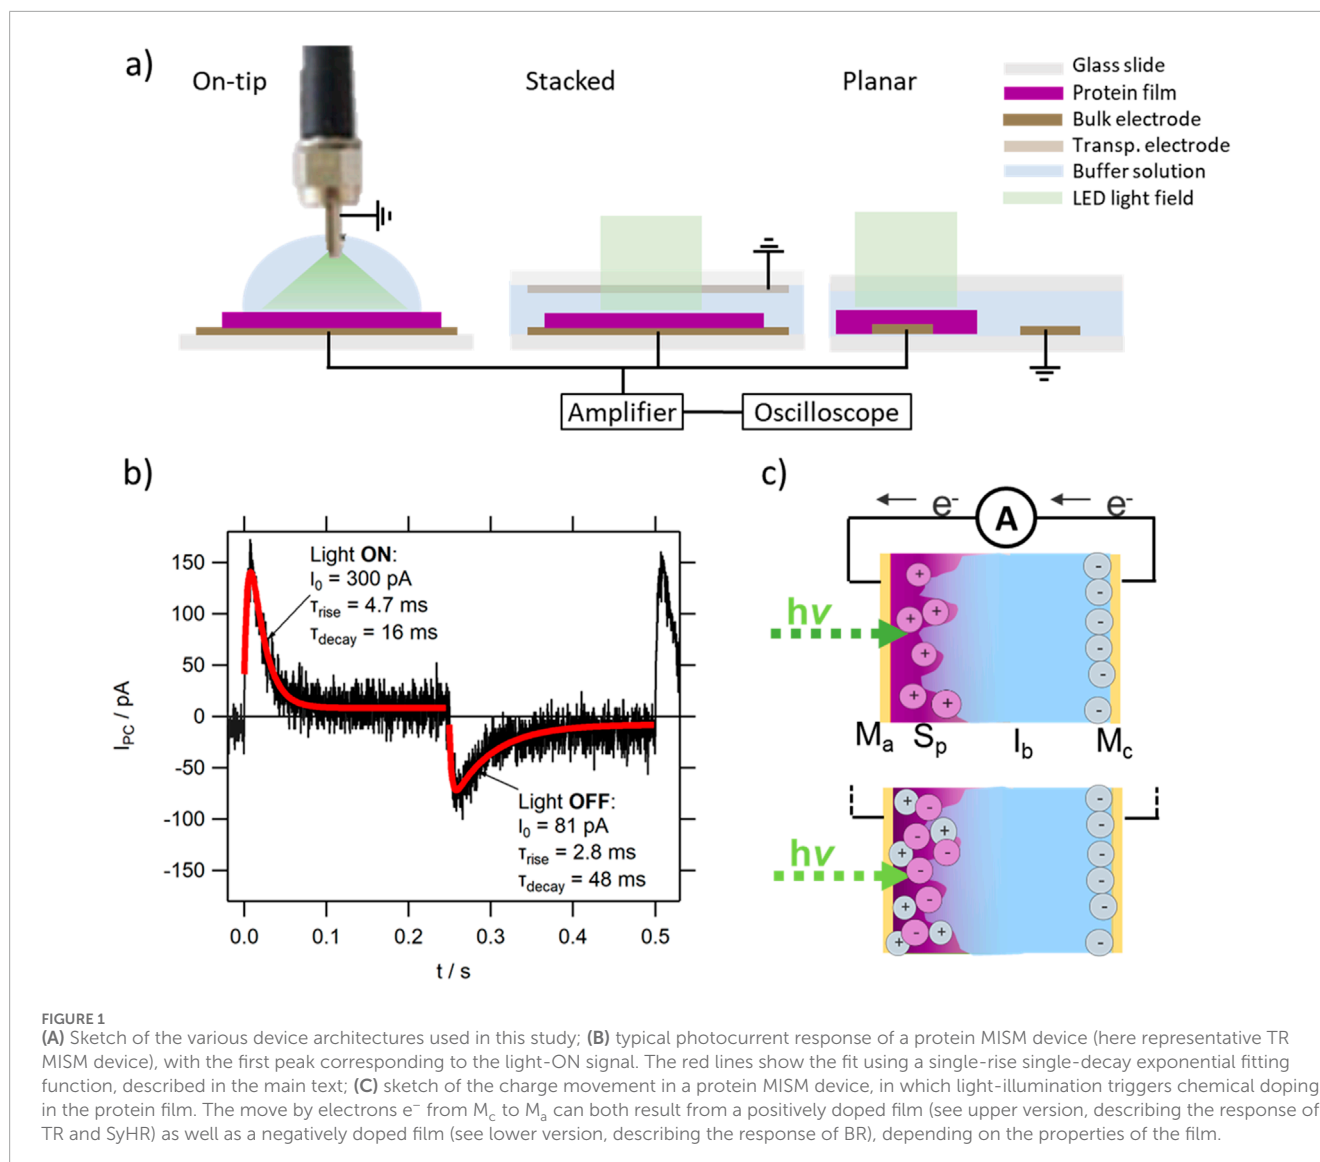 a)
On-tip
Stacked
Planar
Glass slide
Protein film
Bulk electrode
Transp. electrode
Buffer solution
LED light field
Amplifier
Oscilloscope
b)
Light ON:
I0 = 300 pA
τrise = 4.7 ms
τdecay = 16 ms
150
100
50
0
-50
-100
-150
IPC / pA
Light OFF:
I0 = 81 pA
τrise = 2.8 ms
τdecay = 48 ms
0.0 0.1 0.2 0.3 0.4 0.5
t / s
c)
e- A e-
hν
+ + + + + +
- - - - - -
Ma Sp Ib Mc
hν
+ + + + + +
- - - - - -
- - - - - -
FIGURE 1
(A) Sketch of the various device architectures used in this study; (B) typical photocurrent response of a protein MISM device (here representative TR
MISM device), with the first peak corresponding to the light-ON signal. The red lines show the fit using a single-rise single-decay exponential fitting
function, described in the main text; (C) sketch of the charge movement in a protein MISM device, in which light-illumination triggers chemical doping
in the protein film. The move by electrons e− from Mc to Ma can both result from a positively doped film (see upper version, describing the response of
TR and SyHR) as well as a negatively doped film (see lower version, describing the response of BR), depending on the properties of the film.